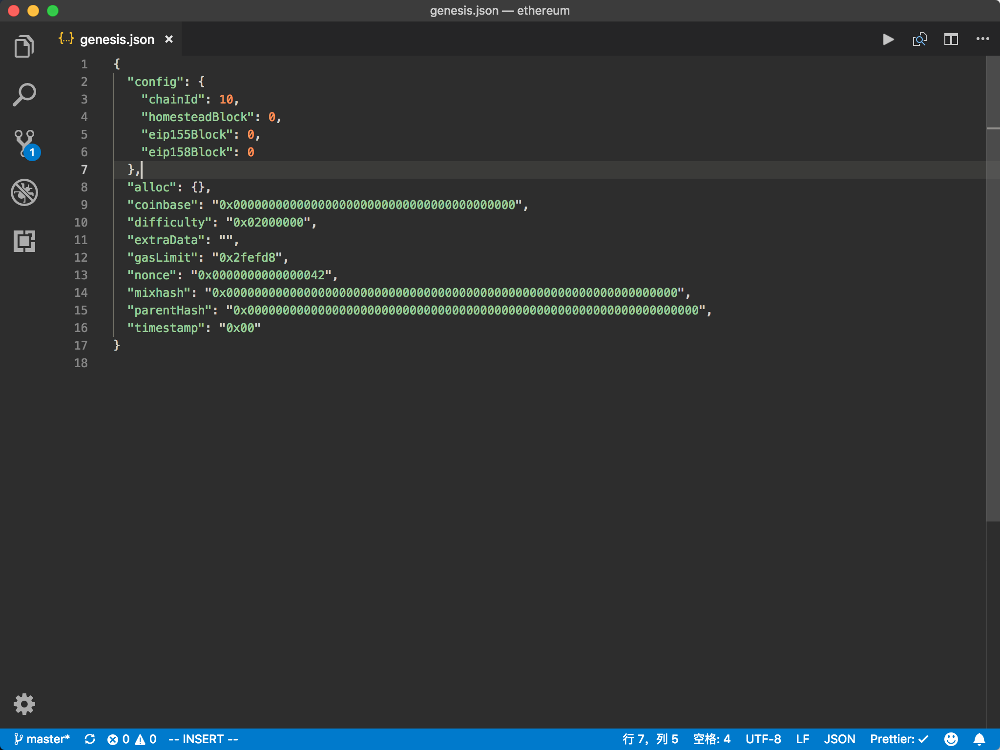 genesis.json — ethereum
{..} genesis.json ×
1 {
2 "config": {
3 "chainId": 10,
4 "homesteadBlock": 0,
5 "eip155Block": 0,
6 "eip158Block": 0
7 },
8 "alloc": {},
9 "coinbase": "0x0000000000000000000000000000000000000000",
10 "difficulty": "0x02000000",
11 "extraData": "",
12 "gasLimit": "0x2fefd8",
13 "nonce": "0x0000000000000042",
14 "mixhash": "0x0000000000000000000000000000000000000000000000000000000000000000",
15 "parentHash": "0x0000000000000000000000000000000000000000000000000000000000000000",
16 "timestamp": "0x00"
17 }
18
1
master* 0 0 -- INSERT -- 行 7，列 5 空格: 4 UTF-8 LF JSON Prettier: ✓